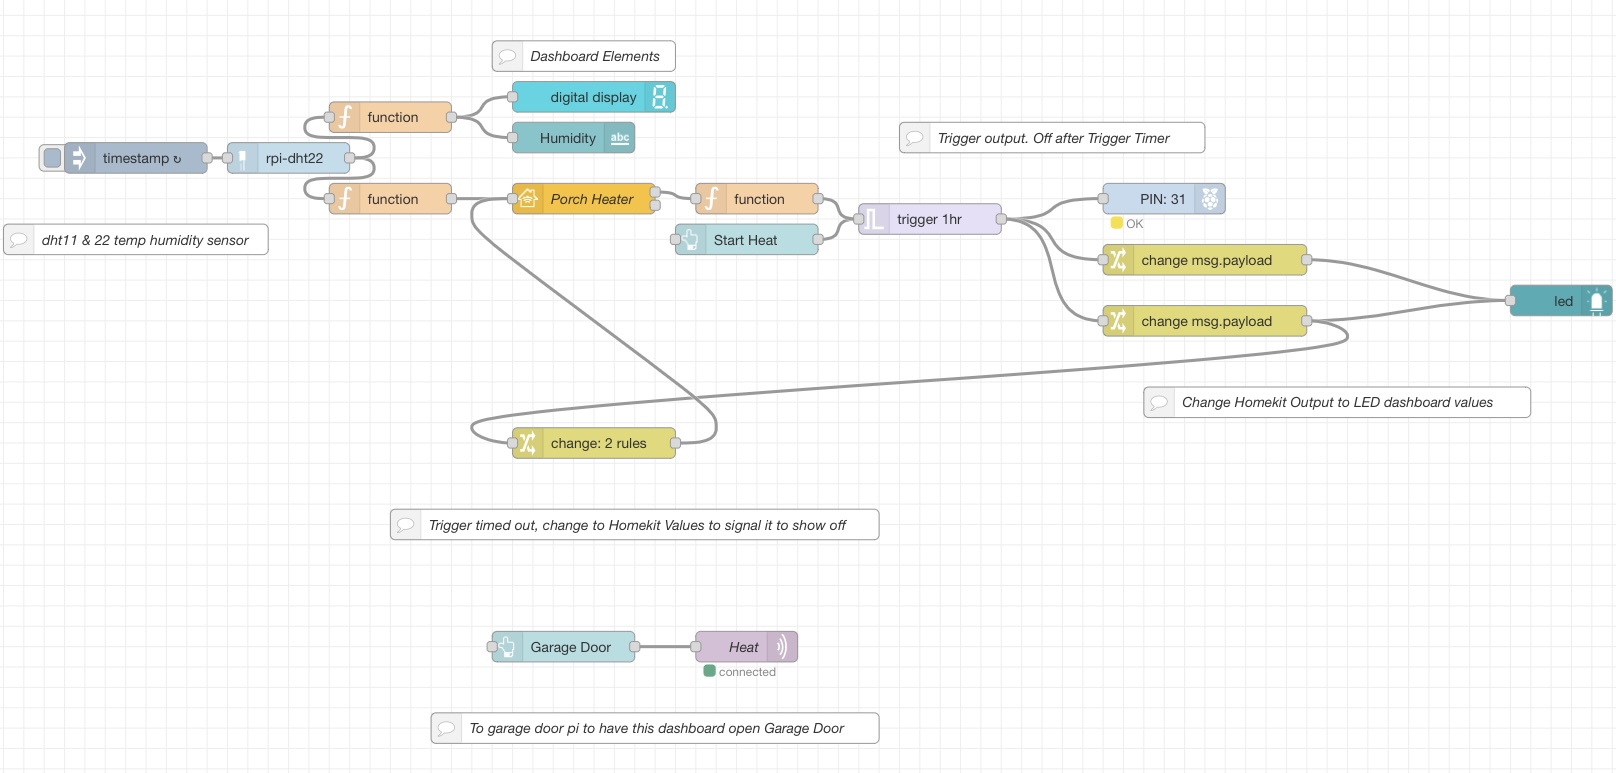 Dashboard Elements
digital display
function
Humidity
abc
Trigger output. Off after Trigger Timer
timestamp ↻
rpi-dht22
function
Porch Heater
function
PIN: 31
trigger 1hr
OK
dht11 & 22 temp humidity sensor
Start Heat
change msg.payload
led
change msg.payload
Change Homekit Output to LED dashboard values
change: 2 rules
Trigger timed out, change to Homekit Values to signal it to show off
Garage Door
Heat
connected
To garage door pi to have this dashboard open Garage Door